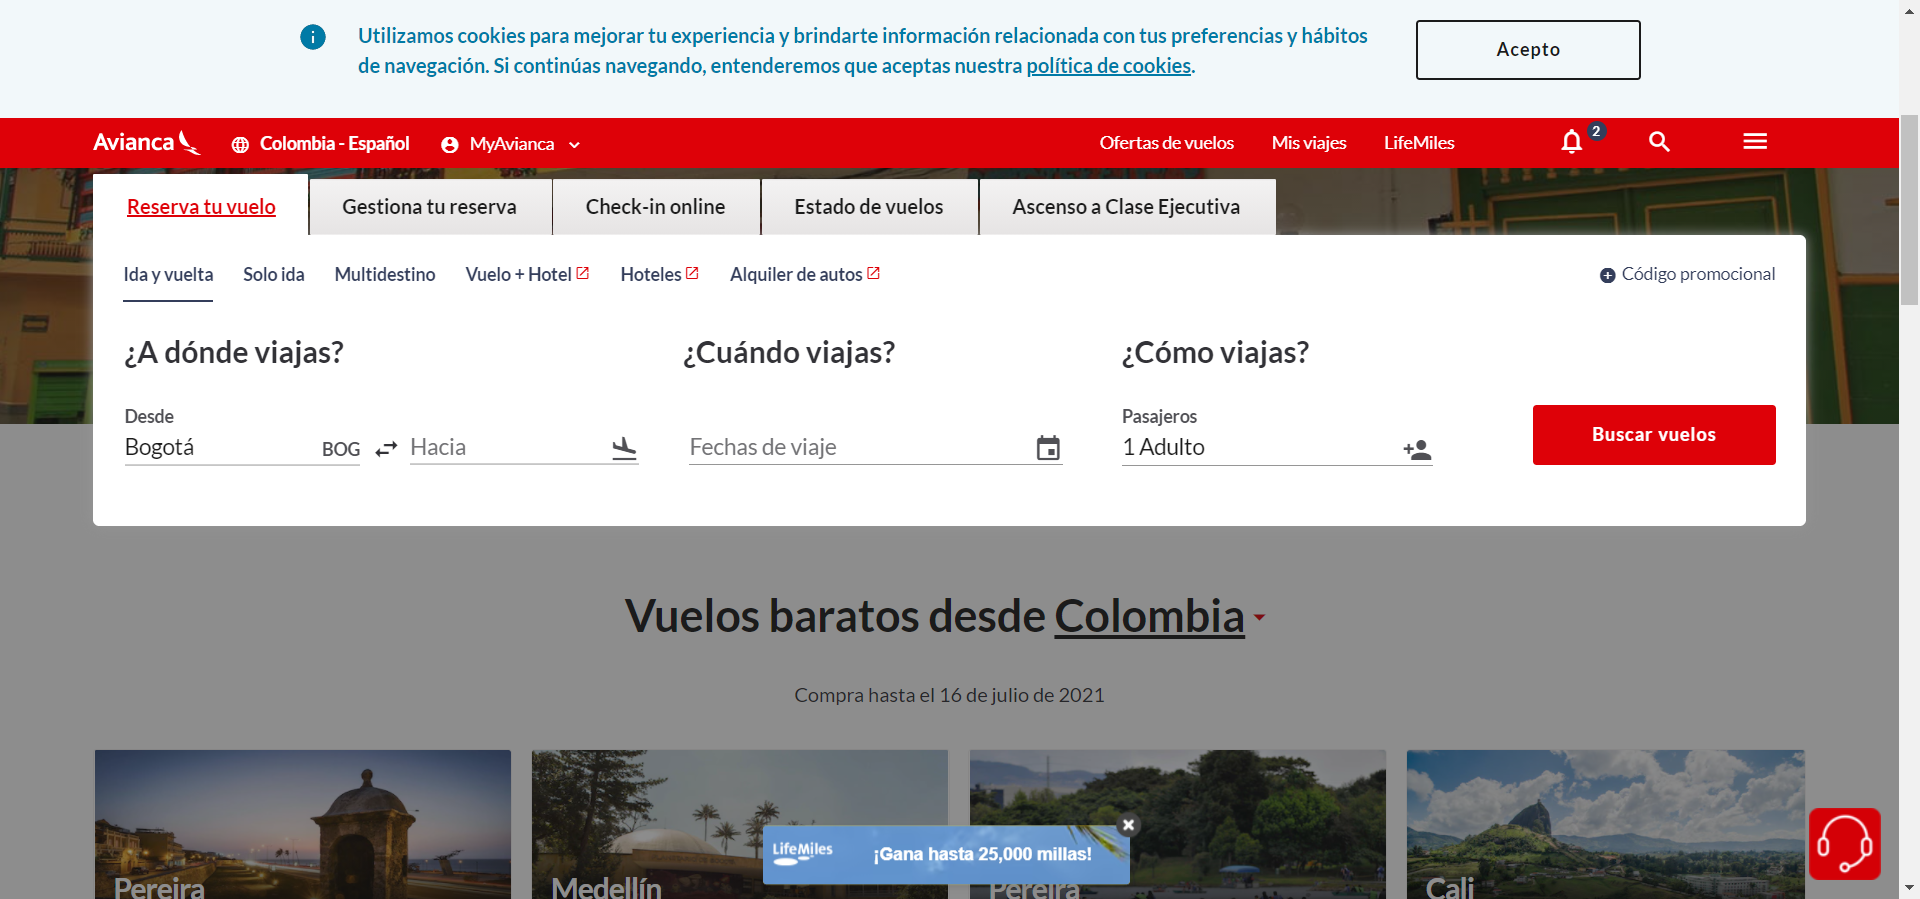 Utilizamos cookies para mejorar tu experiencia y brindarte información relacionada con tus preferencias y hábitos
de navegación. Si continúas navegando, entenderemos que aceptas nuestra política de cookies.
Acepto
Avianca Colombia - Español MyAvianca Ofertas de vuelos Mis viajes LifeMiles 2
Reserva tu vuelo Gestiona tu reserva Check-in online Estado de vuelos Ascenso a Clase Ejecutiva
Ida y vuelta Solo ida Multidestino Vuelo + Hotel Hoteles Alquiler de autos Código promocional
¿A dónde viajas? ¿Cuándo viajas? ¿Cómo viajas?
Desde Pasajeros
Bogotá BOG Hacia Fechas de viaje 1 Adulto Buscar vuelos
Vuelos baratos desde Colombia
Compra hasta el 16 de julio de 2021
LifeMiles ¡Gana hasta 25,000 millas!
Pereira Medellín Pereira Cali